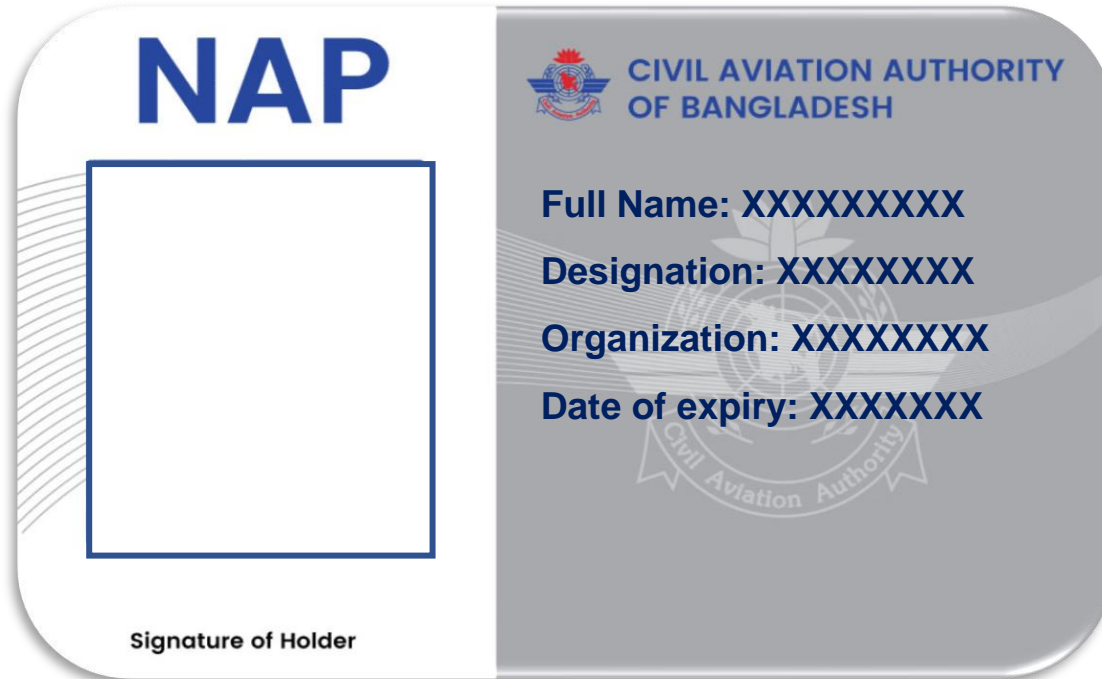 NAP
Signature of Holder
CIVIL AVIATION AUTHORITY
OF BANGLADESH
Full Name: XXXXXXXXX
Designation: XXXXXXXX
Organization: XXXXXXXX
Date of expiry: XXXXXXX
Civil Aviation Authority